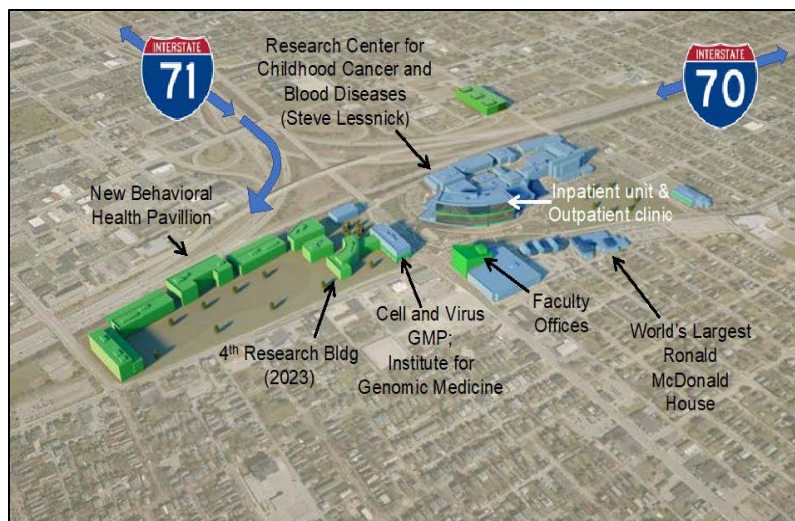 INTERSTATE
71
Research Center for
Childhood Cancer and
Blood Diseases
(Steve Lessnick)
INTERSTATE
70
New Behavioral
Health Pavillion
Inpatient unit &
Outpatient clinic
4th Research Bldg
(2023)
Cell and Virus
GMP;
Institute for
Genomic Medicine
Faculty
Offices
World's Largest
Ronald
McDonald
House